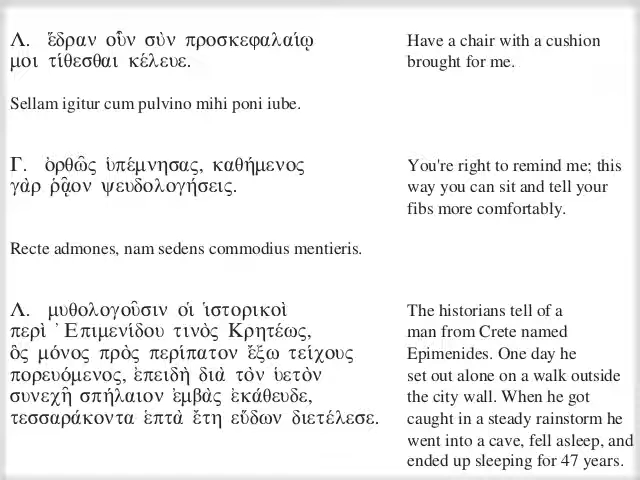 Λ. ἕδραν οὖν σὺν προσκεφαλαίῳ
μοι τίθεσθαι κέλευε.
Have a chair with a cushion
brought for me.
Sellam igitur cum pulvino mihi poni iube.
Γ. ὀρθῶς ὑπέμνησας, καθήμενος
γὰρ ῥᾷον ψευδολογήσεις.
You're right to remind me; this
way you can sit and tell your
fibs more comfortably.
Recte admones, nam sedens commodius mentieris.
Λ. μυθολογοῦσιν οἱ ἱστορικοὶ
περὶ ᾿Επιμενίδου τινὸς Κρητέως,
ὃς μόνος πρὸς περίπατον ἔξω τείχους
πορευόμενος, ἐπειδὴ διὰ τὸν ὑετὸν
συνεχῆ σπήλαιον ἐμβὰς ἐκάθευδε,
τεσσαράκοντα ἑπτὰ ἔτη εὕδων διετέλεσε.
The historians tell of a
man from Crete named
Epimenides. One day he
set out alone on a walk outside
the city wall. When he got
caught in a steady rainstorm he
went into a cave, fell asleep, and
ended up sleeping for 47 years.